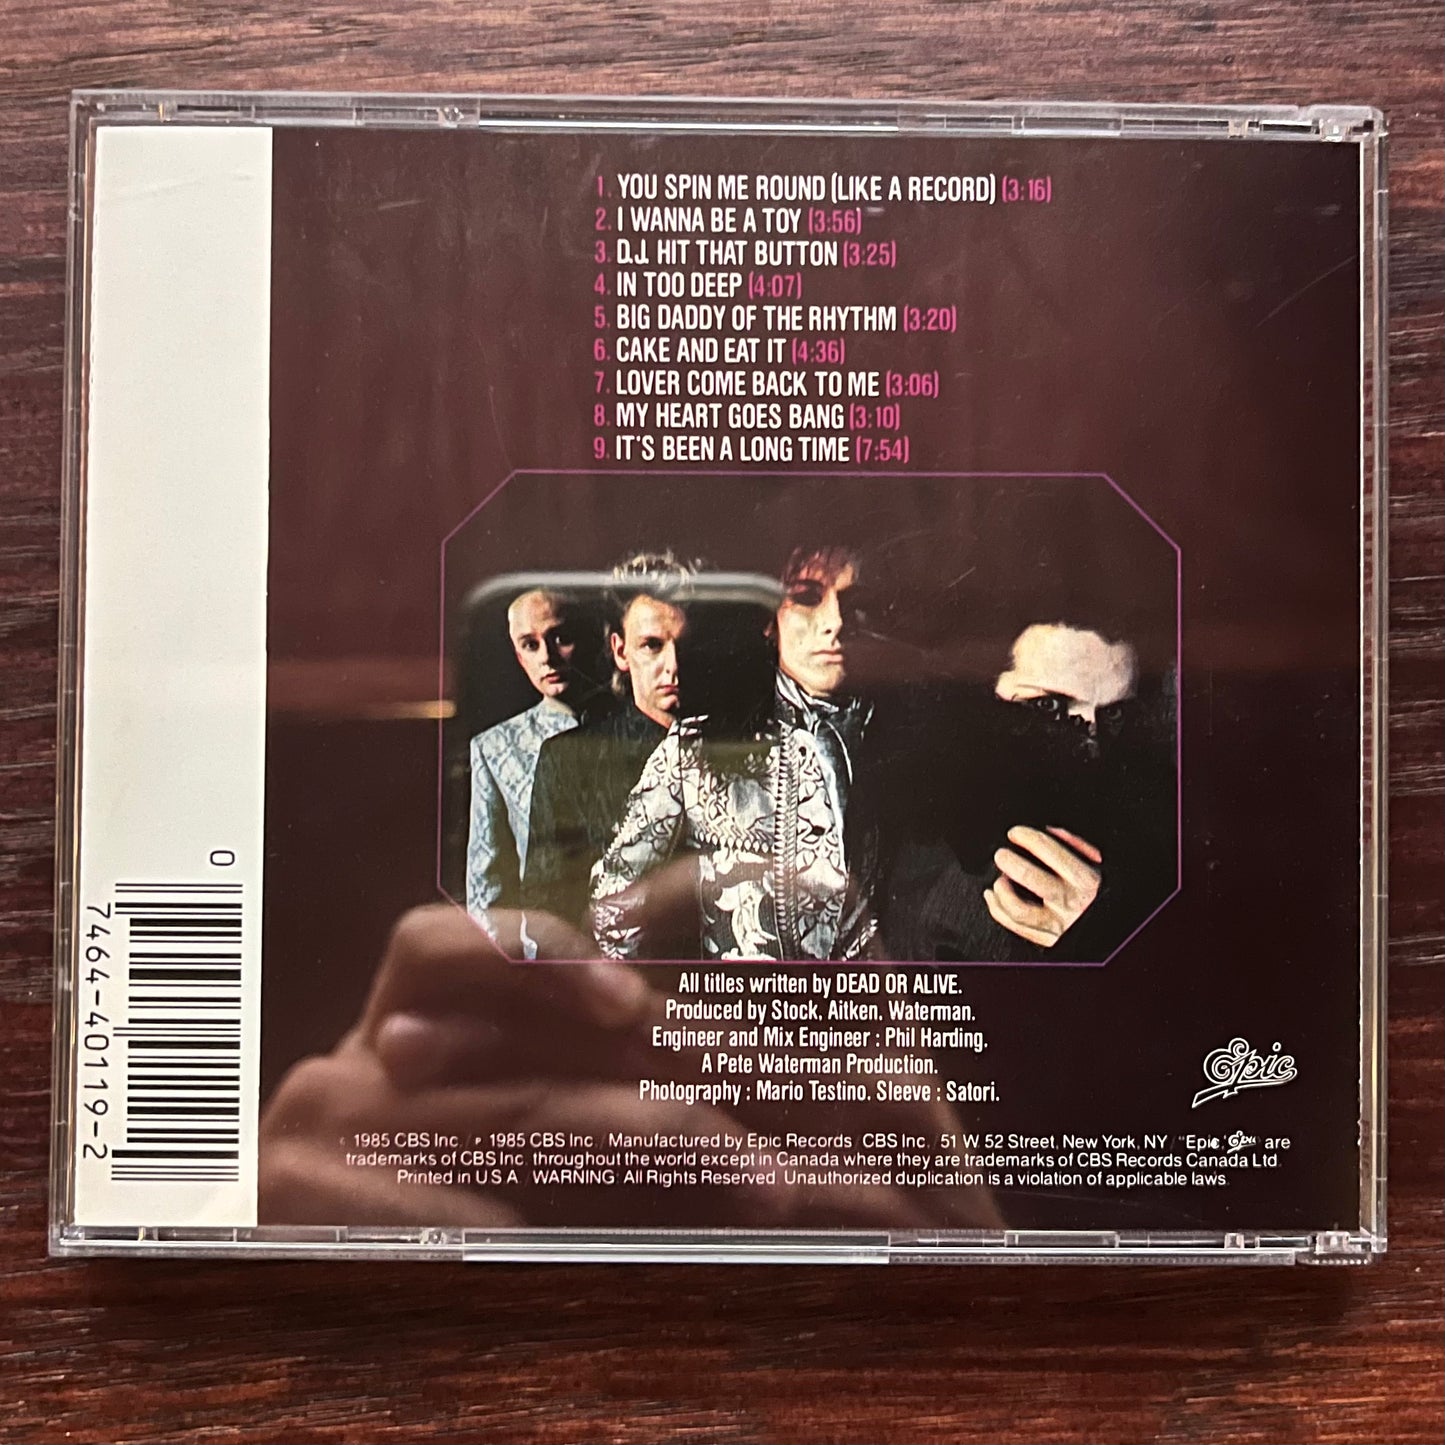 1. YOU SPIN ME ROUND (LIKE A RECORD) (3:16)
2. I WANNA BE A TOY (3:56)
3. D.J. HIT THAT BUTTON (3:25)
4. IN TOO DEEP (4:07)
5. BIG DADDY OF THE RHYTHM (3:20)
6. CAKE AND EAT IT (4:36)
7. LOVER COME BACK TO ME (3:06)
8. MY HEART GOES BANG (3:10)
9. IT'S BEEN A LONG TIME (7:54)
All titles written by DEAD OR ALIVE.
Produced by Stock, Aitken, Waterman.
Engineer and Mix Engineer : Phil Harding.
A Pete Waterman Production.
Photography : Mario Testino. Sleeve : Satori.
Epic
© 1985 CBS Inc. / ℗ 1985 CBS Inc. / Manufactured by Epic Records / CBS Inc. / 51 W 52 Street, New York, NY / "Epic," Epic are
trademarks of CBS Inc. throughout the world except in Canada where they are trademarks of CBS Records Canada Ltd.
Printed in U S A / WARNING: All Rights Reserved. Unauthorized duplication is a violation of applicable laws.
0
7464-40119-2